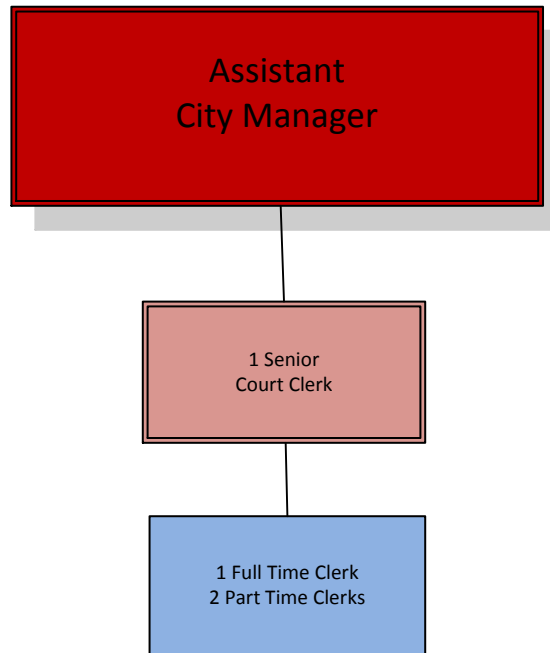 Assistant
City Manager
1 Senior
Court Clerk
1 Full Time Clerk
2 Part Time Clerks